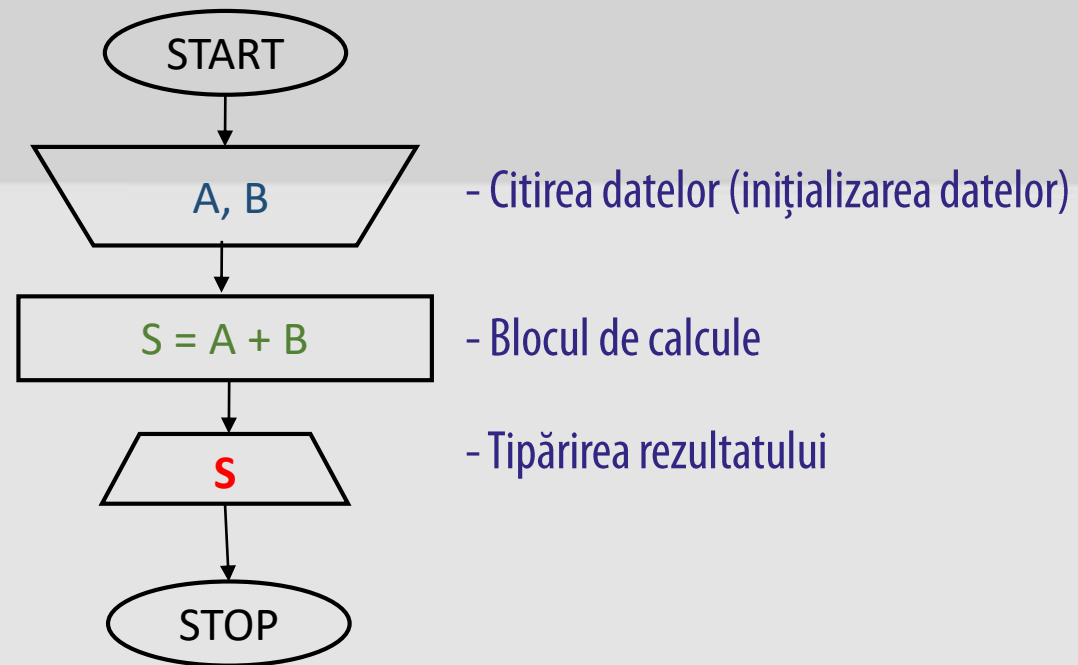 START
A, B
- Citirea datelor (inițializarea datelor)
S = A + B
- Blocul de calcule
S
- Tipărirea rezultatului
STOP